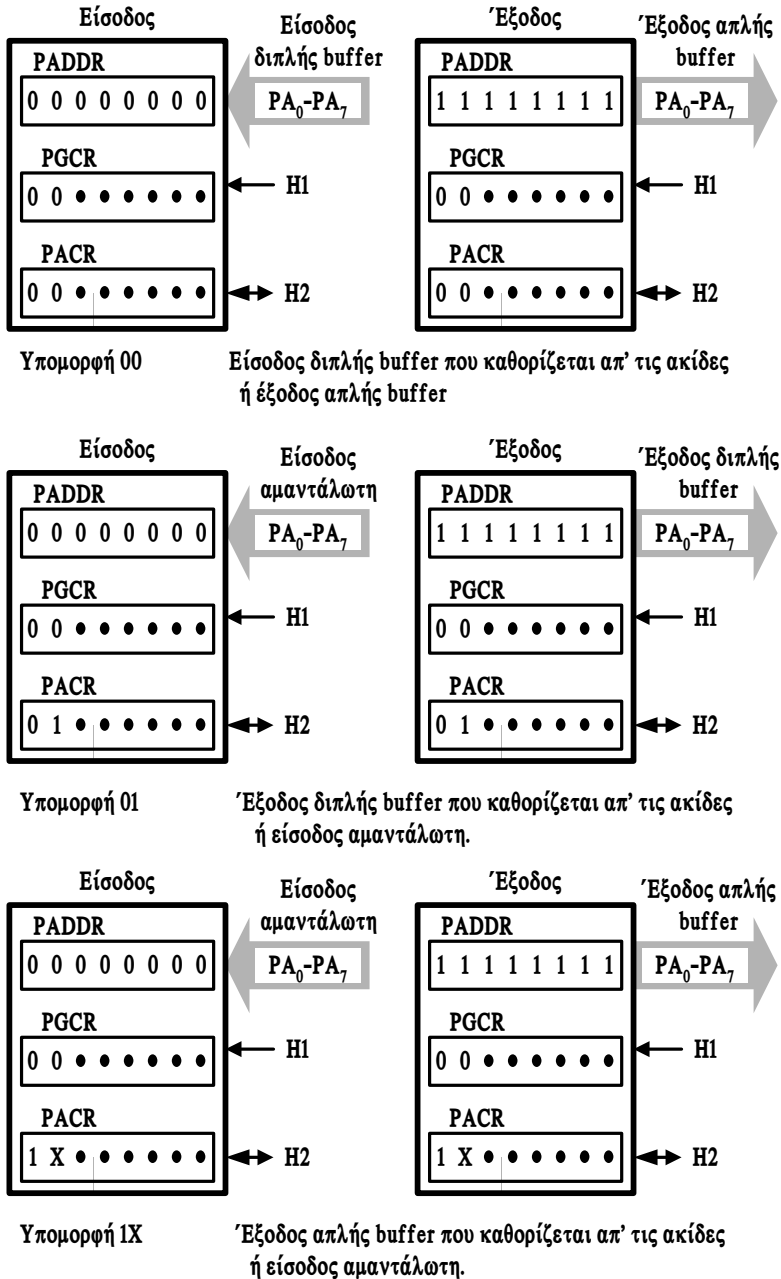 Είσοδος
Είσοδος διπλής buffer
PADDR
0 0 0 0 0 0 0 0
PA0-PA7
PGCR
0 0 • • • • • •
H1
PACR
0 0 • • • • • •
H2
Έξοδος
Έξοδος απλής buffer
PADDR
1 1 1 1 1 1 1 1
PA0-PA7
PGCR
0 0 • • • • • •
H1
PACR
0 0 • • • • • •
H2
Υπομορφή 00
Είσοδος διπλής buffer που καθορίζεται απ' τις ακίδες
ή έξοδος απλής buffer
Είσοδος
Είσοδος αμαντάλωτη
PADDR
0 0 0 0 0 0 0 0
PA0-PA7
PGCR
0 0 • • • • • •
H1
PACR
0 1 • • • • • •
H2
Έξοδος
Έξοδος διπλής buffer
PADDR
1 1 1 1 1 1 1 1
PA0-PA7
PGCR
0 0 • • • • • •
H1
PACR
0 1 • • • • • •
H2
Υπομορφή 01
Έξοδος διπλής buffer που καθορίζεται απ' τις ακίδες
ή είσοδος αμαντάλωτη.
Είσοδος
Είσοδος αμαντάλωτη
PADDR
0 0 0 0 0 0 0 0
PA0-PA7
PGCR
0 0 • • • • • •
H1
PACR
1 X • • • • • •
H2
Έξοδος
Έξοδος απλής buffer
PADDR
1 1 1 1 1 1 1 1
PA0-PA7
PGCR
0 0 • • • • • •
H1
PACR
1 X • • • • • •
H2
Υπομορφή 1X
Έξοδος απλής buffer που καθορίζεται απ' τις ακίδες
ή είσοδος αμαντάλωτη.